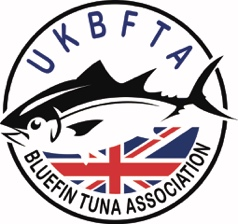 UKBFTA
BLUEFIN TUNA ASSOCIATION